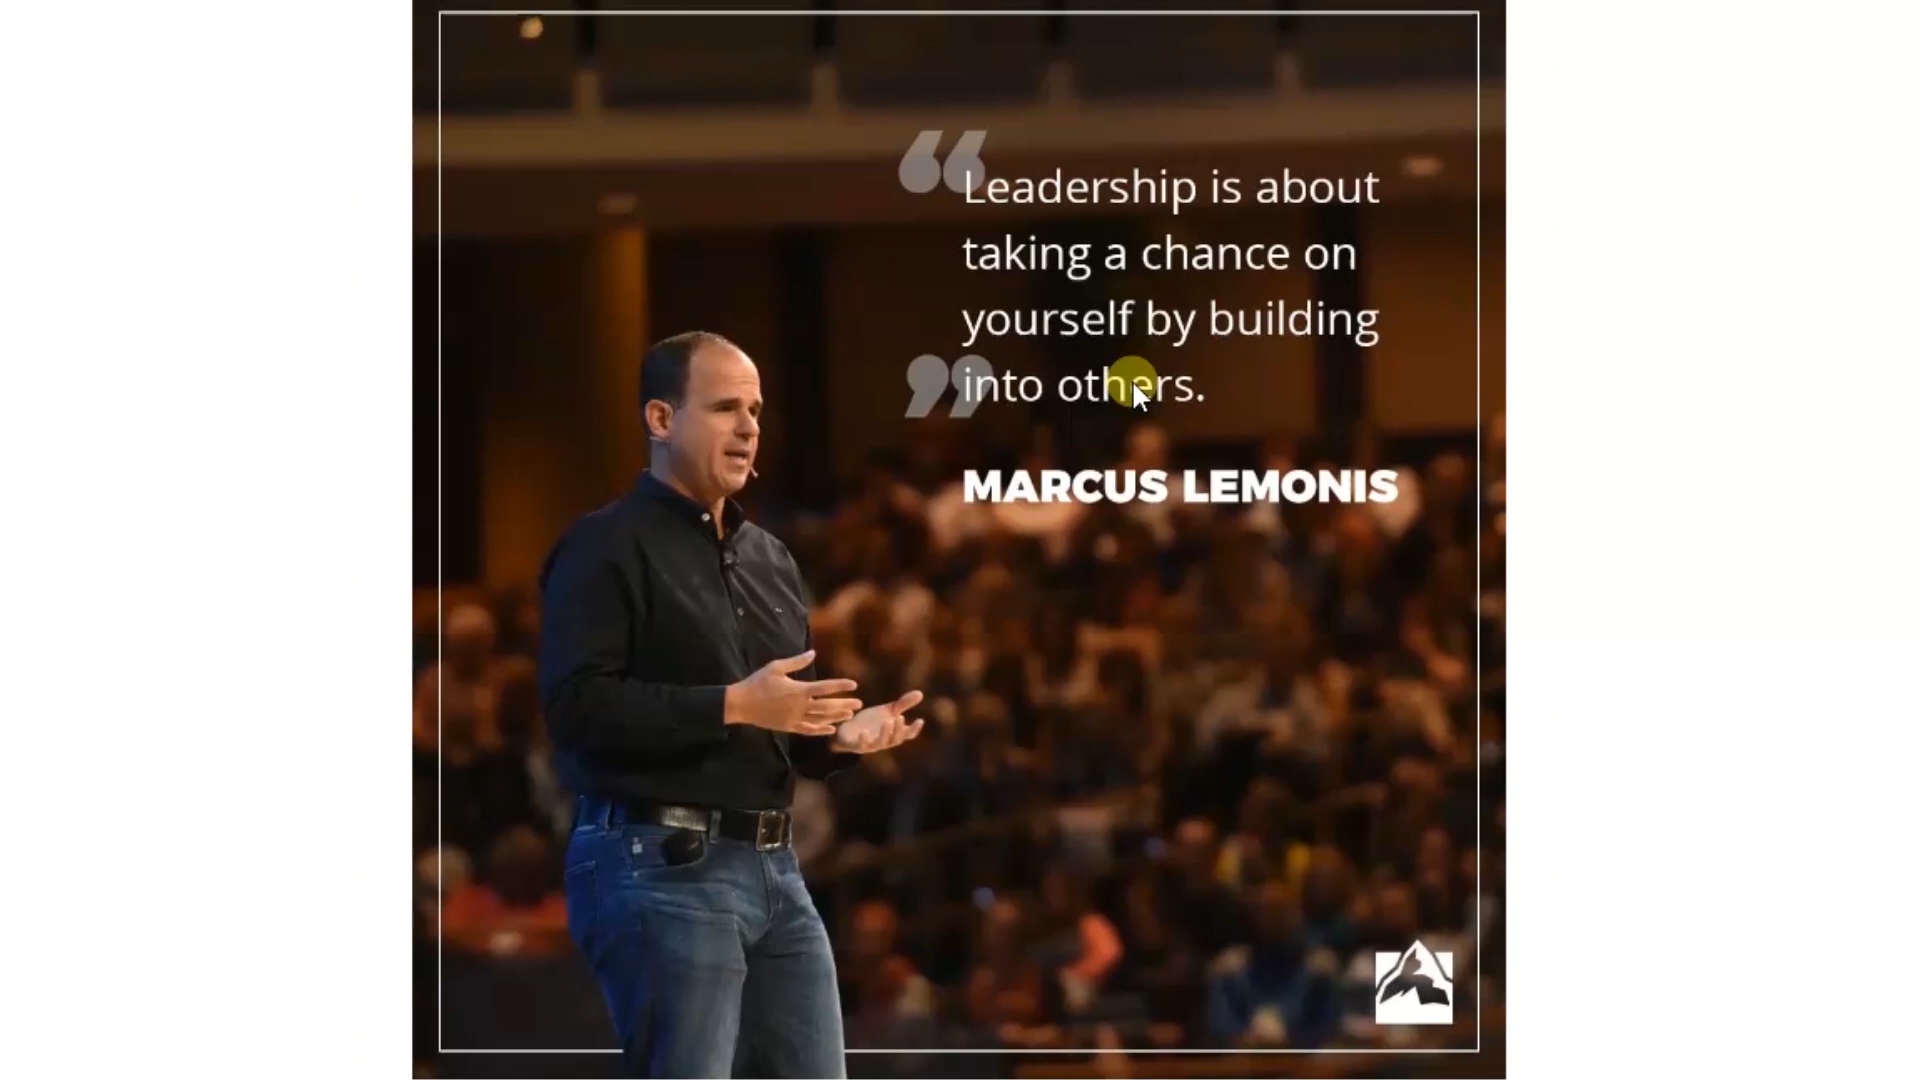 “Leadership is about
taking a chance on
yourself by building
into others.”
MARCUS LEMONIS